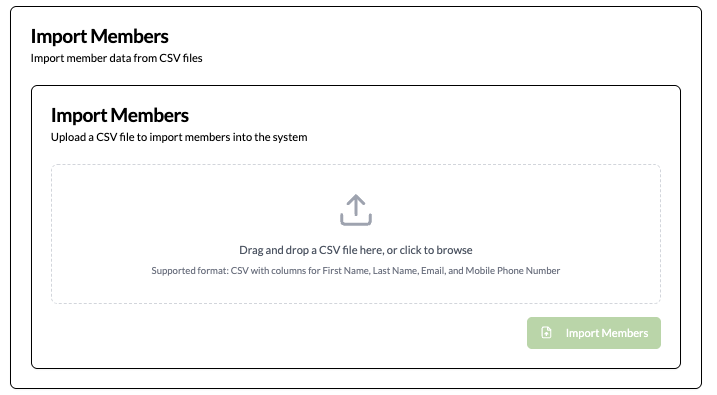 Import Members
Import member data from CSV files
Import Members
Upload a CSV file to import members into the system
Drag and drop a CSV file here, or click to browse
Supported format: CSV with columns for First Name, Last Name, Email, and Mobile Phone Number
Import Members